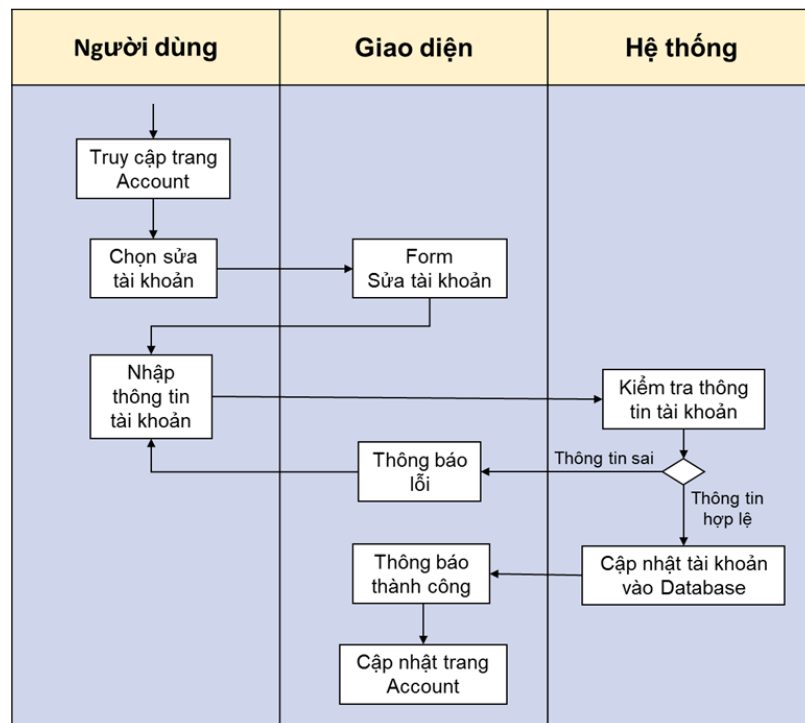 Người dùng
Giao diện
Hệ thống
Truy cập trang
Account
Chọn sửa
tài khoản
Form
Sửa tài khoản
Nhập
thông tin
tài khoản
Kiểm tra thông
tin tài khoản
Thông báo
lỗi
Thông tin sai
Thông tin
hợp lệ
Thông báo
thành công
Cập nhật tài khoản
vào Database
Cập nhật trang
Account